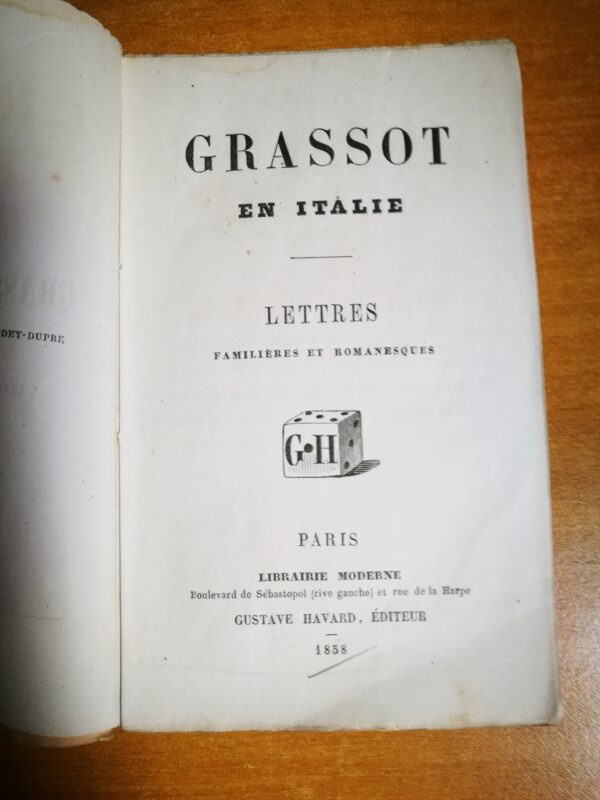 DEY-DUPRÉ,
GRASSOT
EN ITALIE
LETTRES
FAMILIÈRES ET ROMANESQUES
G•H
PARIS
LIBRAIRIE MODERNE
Boulevard de Sébastopol (rive gauche) et rue de la Harpe
GUSTAVE HAVARD, ÉDITEUR
1858